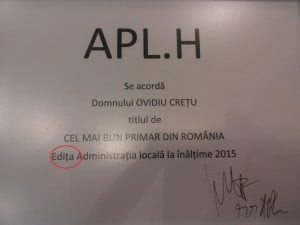 APL.H
Se acordă
Domnului OVIDIU CREȚU
titlul de
CEL MAI BUN PRIMAR DIN ROMÂNIA
Edița Administrația locală la înălțime 2015